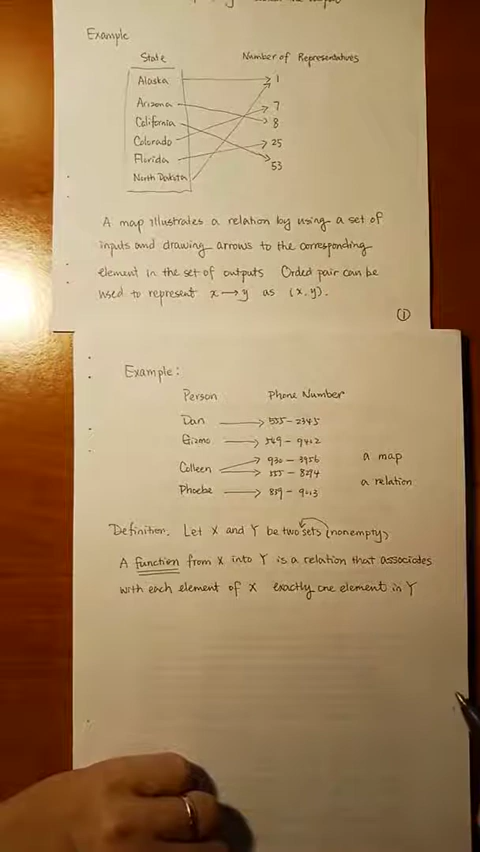 Example
State Number of Representatives
Alaska 1
Arizona 7
California 8
Colorado 25
Florida 53
North Dakota
A map illustrates a relation by using a set of
inputs and drawing arrows to the corresponding
element in the set of outputs Orded pair can be
used to represent x → y as (x, y).
1
Example:
Person Phone Number
Dan 555-2345
Gizmo 549-9402
Colleen 930-3956 a map
555-8294
a relation
Phoebe 839-9013
Definition. Let X and Y be two sets (nonempty)
A function from X into Y is a relation that associates
with each element of X exactly one element in Y